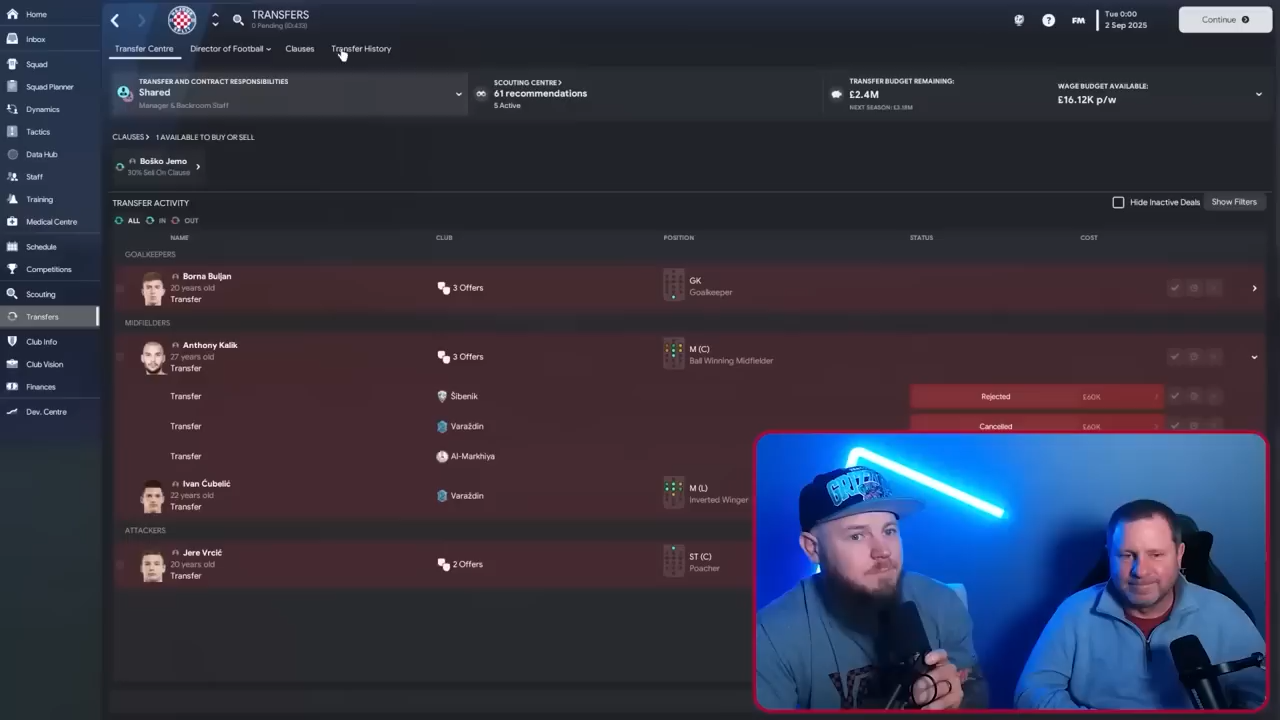 Home
TRANSFERS
0 Pending (ID:433)
FM
Tue 0:00
2 Sep 2025
Continue
Inbox
Transfer Centre
Director of Football
Clauses
Transfer History
Squad
Squad Planner
Dynamics
Tactics
Data Hub
Staff
Training
Medical Centre
Schedule
Competitions
Scouting
Transfers
Club Info
Club Vision
Finances
Dev. Centre
TRANSFER AND CONTRACT RESPONSIBILITIES
Shared
Manager & Backroom Staff
SCOUTING CENTRE >
61 recommendations
5 Active
TRANSFER BUDGET REMAINING:
£2.4M
WAGE BUDGET AVAILABLE:
£16.12K p/w
CLAUSES > 1 AVAILABLE TO BUY OR SELL
Boško Jemo
30% Sell On Clause
TRANSFER ACTIVITY
Hide Inactive Deals
Show Filters
ALL IN OUT
NAME CLUB POSITION STATUS COST
GOALKEEPERS
Borna Buljan
20 years old
Transfer
3 Offers
GK
Goalkeeper
MIDFIELDERS
Anthony Kalik
27 years old
Transfer
3 Offers
M (C)
Ball Winning Midfielder
Transfer Šibenik Rejected £60K
Transfer Varaždin Cancelled £60K
Transfer Al-Markhiya
Ivan Ćubelić
22 years old
Transfer
Varaždin
M (L)
Inverted Winger
ATTACKERS
Jere Vrcić
20 years old
Transfer
2 Offers
ST (C)
Poacher